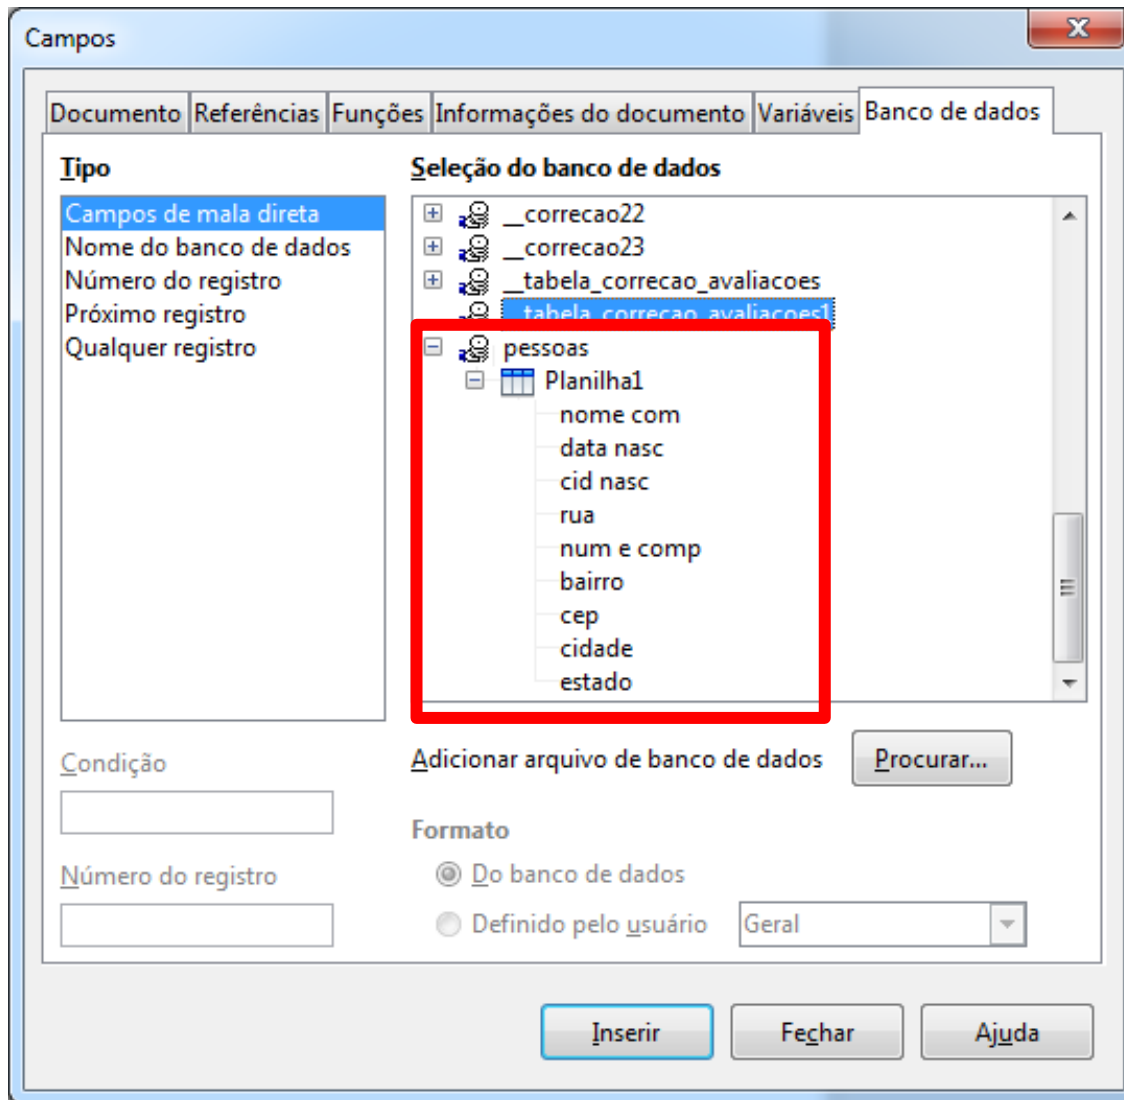 Campos
Documento Referências Funções Informações do documento Variáveis Banco de dados
Tipo
Campos de mala direta
Nome do banco de dados
Número do registro
Próximo registro
Qualquer registro
Seleção do banco de dados
__correcao22
__correcao23
__tabela_correcao_avaliacoes
__tabela_correcao_avaliacoes1
pessoas
Planilha1
nome com
data nasc
cid nasc
rua
num e comp
bairro
cep
cidade
estado
Condição
Número do registro
Adicionar arquivo de banco de dados Procurar...
Formato
Do banco de dados
Definido pelo usuário Geral
Inserir Fechar Ajuda